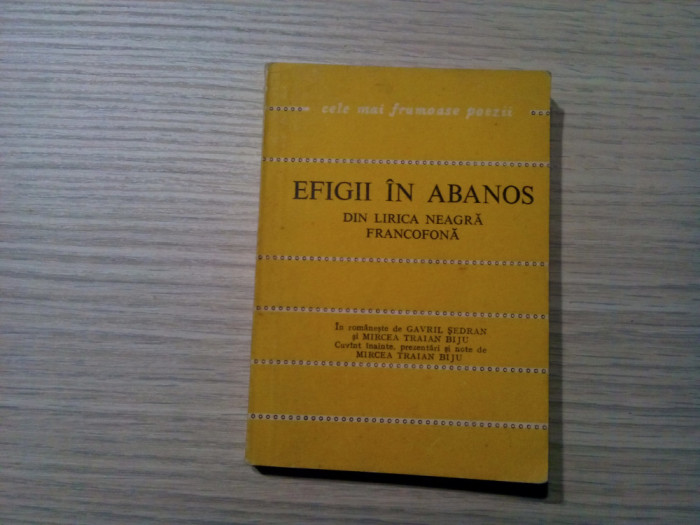 cele mai frumoase poezii
EFIGII ÎN ABANOS
DIN LIRICA NEAGRĂ
FRANCOFONĂ
În românește de GAVRIL ȘEDRAN
și MIRCEA TRAIAN BIJU
Cuvînt înainte, prezentări și note de
MIRCEA TRAIAN BIJU